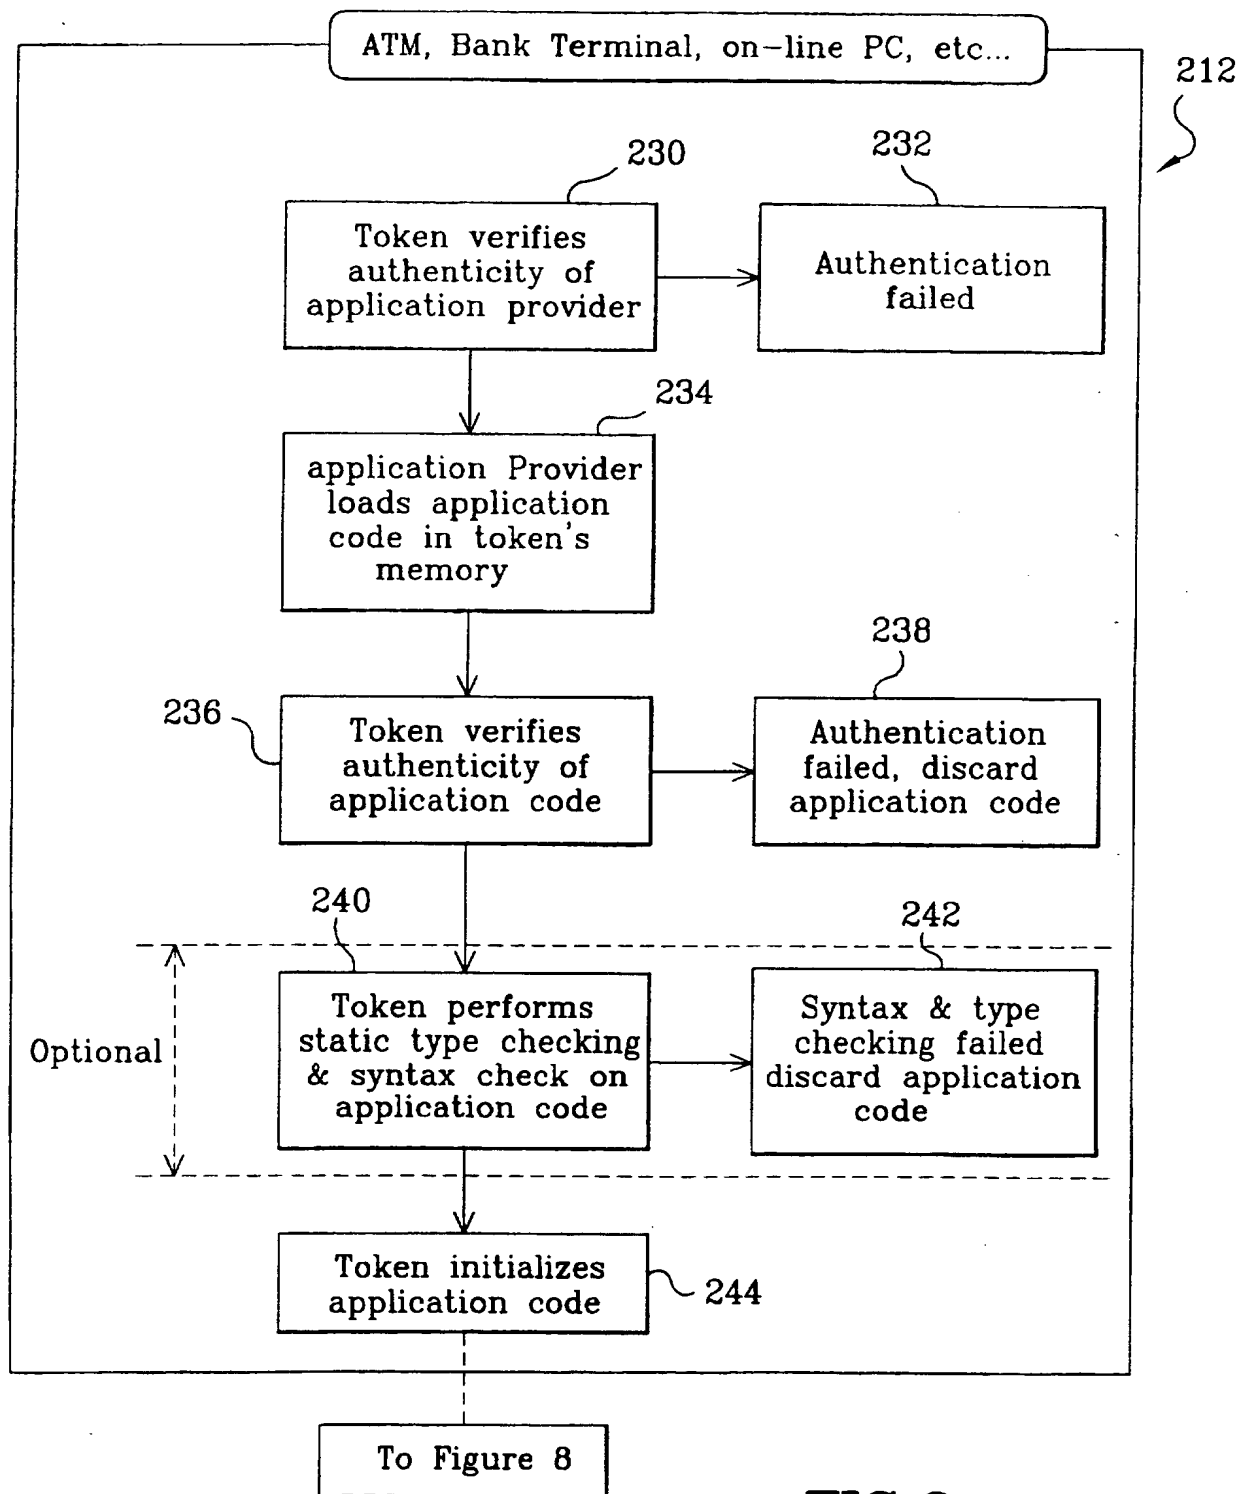 ATM, Bank Terminal, on-line PC, etc...
212
230
232
Token verifies
authenticity of
application provider
Authentication
failed
234
application Provider
loads application
code in token's
memory
238
236
Token verifies
authenticity of
application code
Authentication
failed, discard
application code
240
242
Optional
Token performs
static type checking
& syntax check on
application code
Syntax & type
checking failed
discard application
code
Token initializes
application code
244
To Figure 8